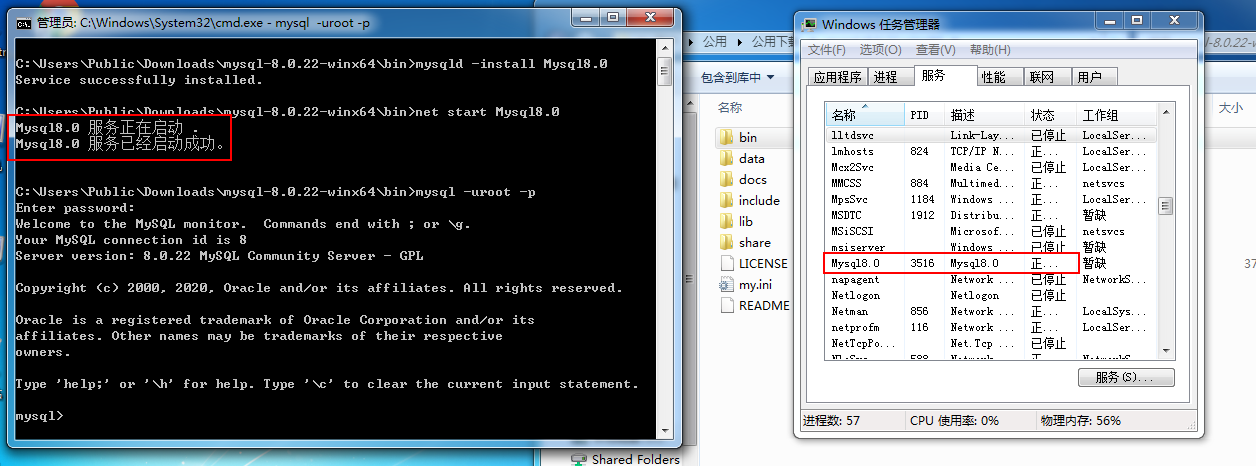 管理员: C:\Windows\System32\cmd.exe - mysql  -uroot -p
C:\Users\Public\Downloads\mysql-8.0.22-winx64\bin>mysqld -install Mysql8.0
Service successfully installed.
C:\Users\Public\Downloads\mysql-8.0.22-winx64\bin>net start Mysql8.0
Mysql8.0 服务正在启动 .
Mysql8.0 服务已经启动成功。
C:\Users\Public\Downloads\mysql-8.0.22-winx64\bin>mysql -uroot -p
Enter password:
Welcome to the MySQL monitor.  Commands end with ; or \g.
Your MySQL connection id is 8
Server version: 8.0.22 MySQL Community Server - GPL
Copyright (c) 2000, 2020, Oracle and/or its affiliates. All rights reserved.
Oracle is a registered trademark of Oracle Corporation and/or its
affiliates. Other names may be trademarks of their respective
owners.
Type 'help;' or '\h' for help. Type '\c' to clear the current input statement.
mysql>
公用
公用下
包含到库中
名称
大小
bin
data
docs
include
lib
share
LICENSE
my.ini
README
Shared Folders
Windows 任务管理器
文件(F) 选项(O) 查看(V) 帮助(H)
应用程序 进程 服务 性能 联网 用户
名称 PID 描述 状态 工作组
lltdsvc Link-Lay... 已停止 LocalSer...
lmhosts 824 TCP/IP N... 正... LocalSer...
Mcx2Svc Media Ce... 已停止 LocalSer...
MMCSS 884 Multimed... 正... netsvcs
MpsSvc 1184 Windows ... 正... LocalSer...
MSDTC 1912 Distribu... 正... 暂缺
MSiSCSI Microsof... 已停止 netsvcs
msiserver Windows ... 已停止 暂缺
Mysql8.0 3516 Mysql8.0 正... 暂缺
napagent Network ... 已停止 NetworkS...
Netlogon Netlogon 已停止
Netman 856 Network ... 正... LocalSys...
netprofm 116 Network ... 正... LocalSer...
NetTcpPo... Net.Tcp ... 已停止 LocalSer...
服务(S)...
进程数: 57 CPU 使用率: 0% 物理内存: 56%